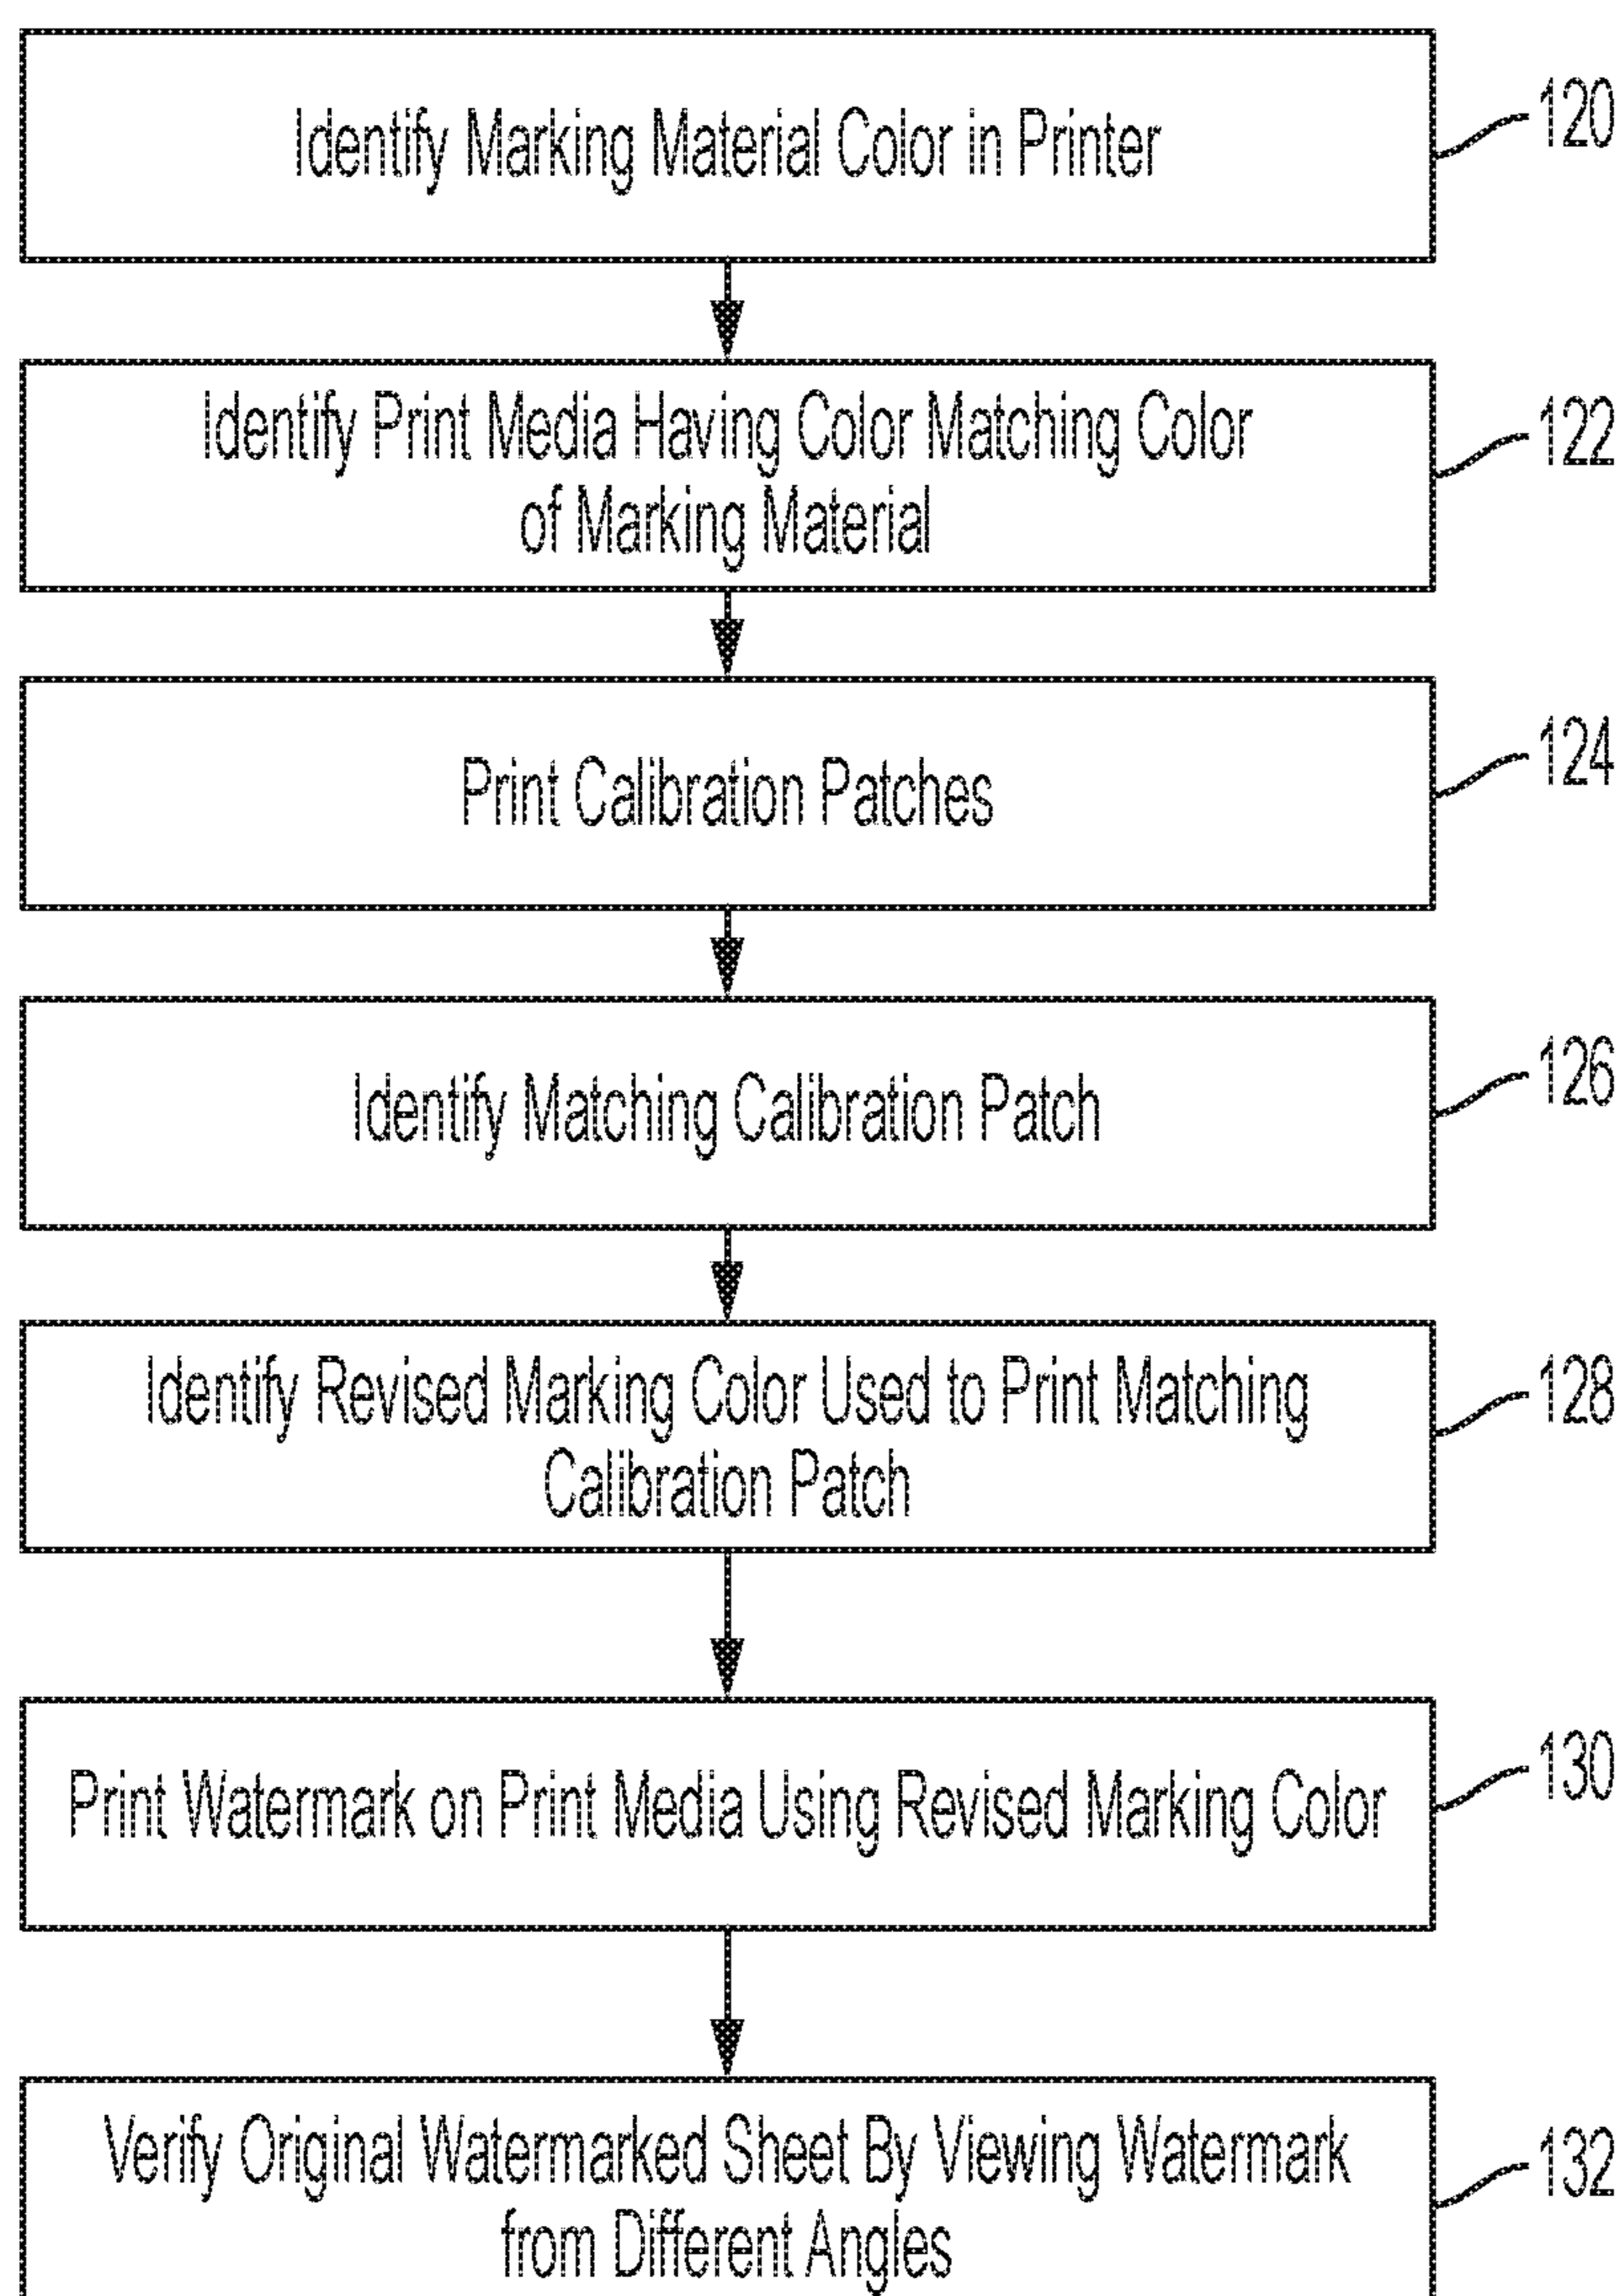 Identify Marking Material Color in Printer
120
Identify Print Media Having Color Matching Color
of Marking Material
122
Print Calibration Patches
124
Identify Matching Calibration Patch
126
Identify Revised Marking Color Used to Print Matching
Calibration Patch
128
Print Watermark on Print Media Using Revised Marking Color
130
Verify Original Watermarked Sheet By Viewing Watermark
from Different Angles
132